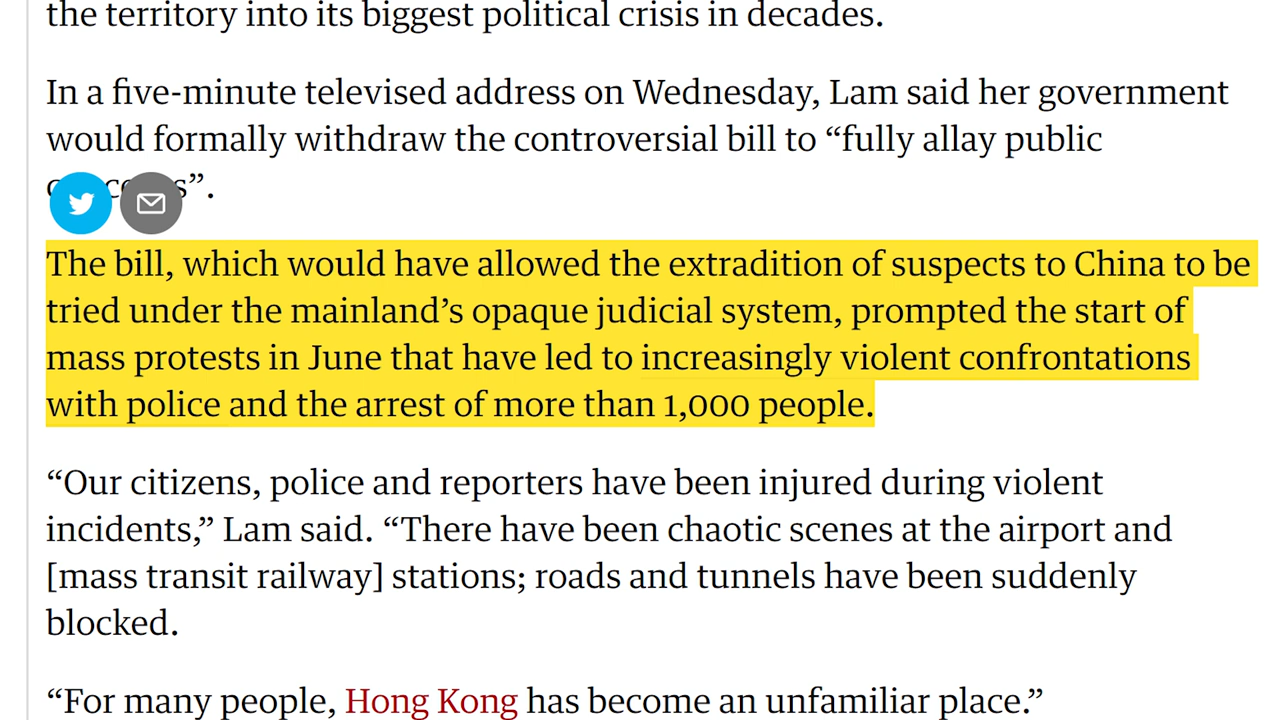 the territory into its biggest political crisis in decades.
In a five-minute televised address on Wednesday, Lam said her government
would formally withdraw the controversial bill to “fully allay public
”.
The bill, which would have allowed the extradition of suspects to China to be
tried under the mainland’s opaque judicial system, prompted the start of
mass protests in June that have led to increasingly violent confrontations
with police and the arrest of more than 1,000 people.
“Our citizens, police and reporters have been injured during violent
incidents,” Lam said. “There have been chaotic scenes at the airport and
[mass transit railway] stations; roads and tunnels have been suddenly
blocked.
“For many people, Hong Kong has become an unfamiliar place.”